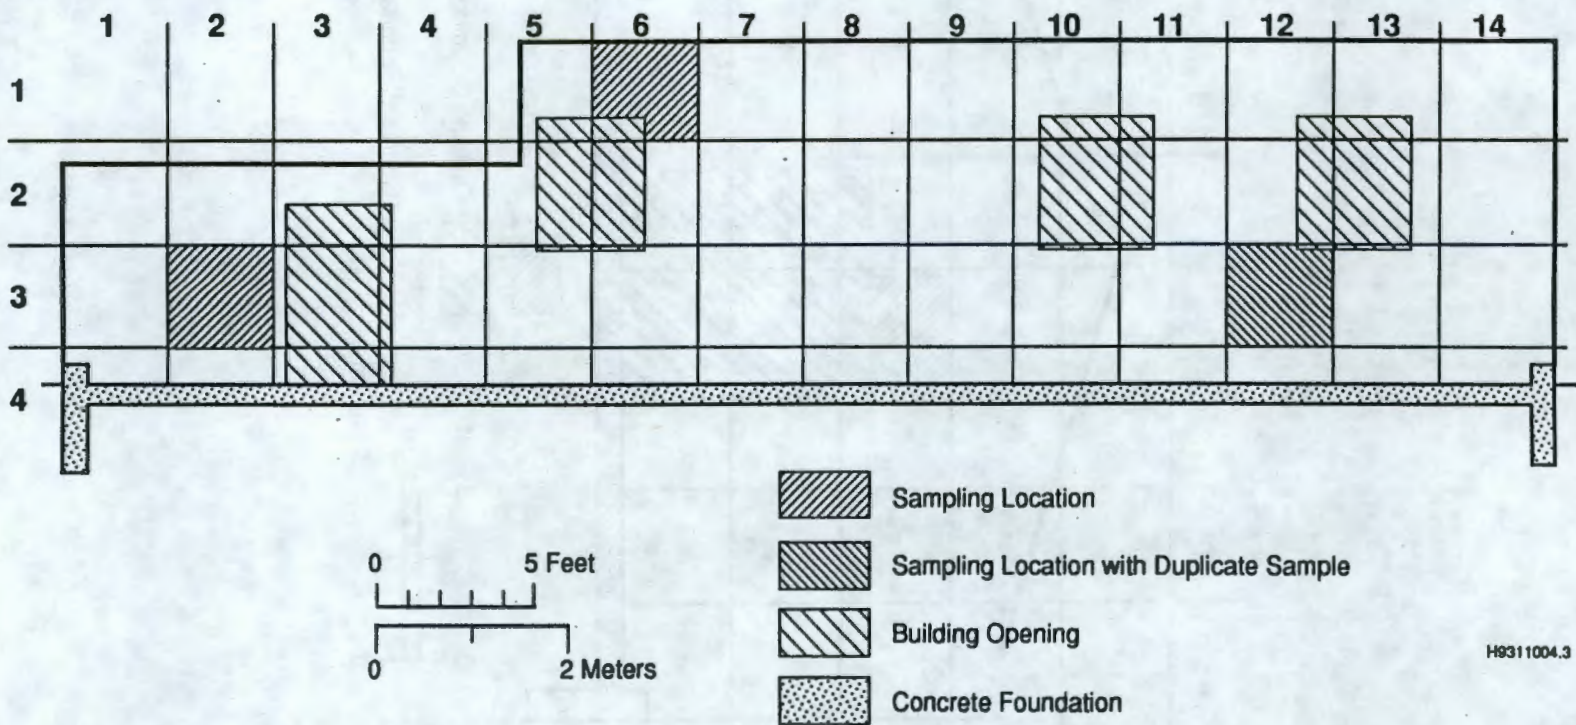 1 2 3 4 5 6 7 8 9 10 11 12 13 14
1
2
3
4
Sampling Location
0 5 Feet
Sampling Location with Duplicate Sample
Building Opening
0 2 Meters
H9311004.3
Concrete Foundation